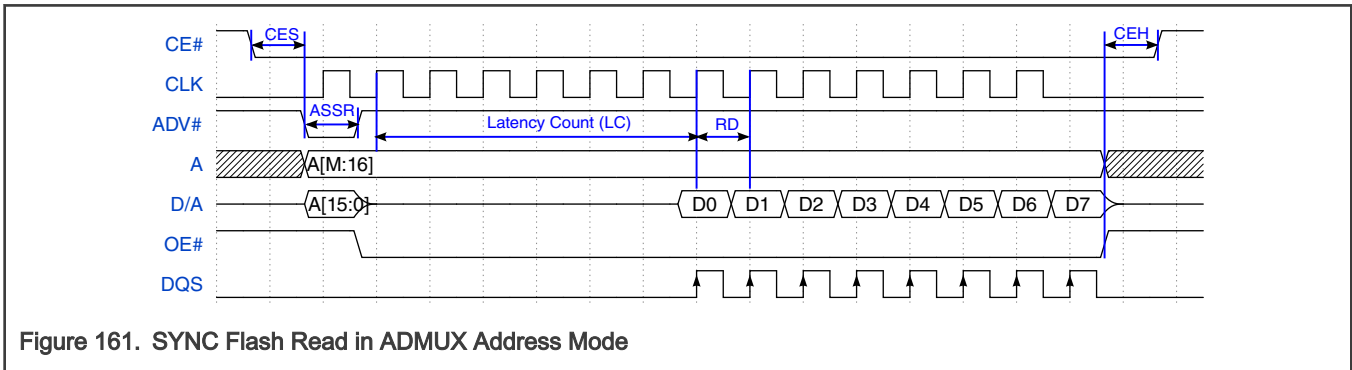 CE# CES CEH
CLK
ADV# ASSR Latency Count (LC) RD
A A[M:16]
D/A A[15:0] D0 D1 D2 D3 D4 D5 D6 D7
OE#
DQS
Figure 161. SYNC Flash Read in ADMUX Address Mode